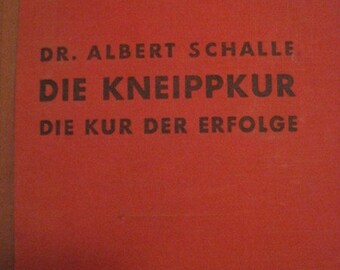 DR. ALBERT SCHALLE
DIE KNEIPPKUR
DIE KUR DER ERFOLGE